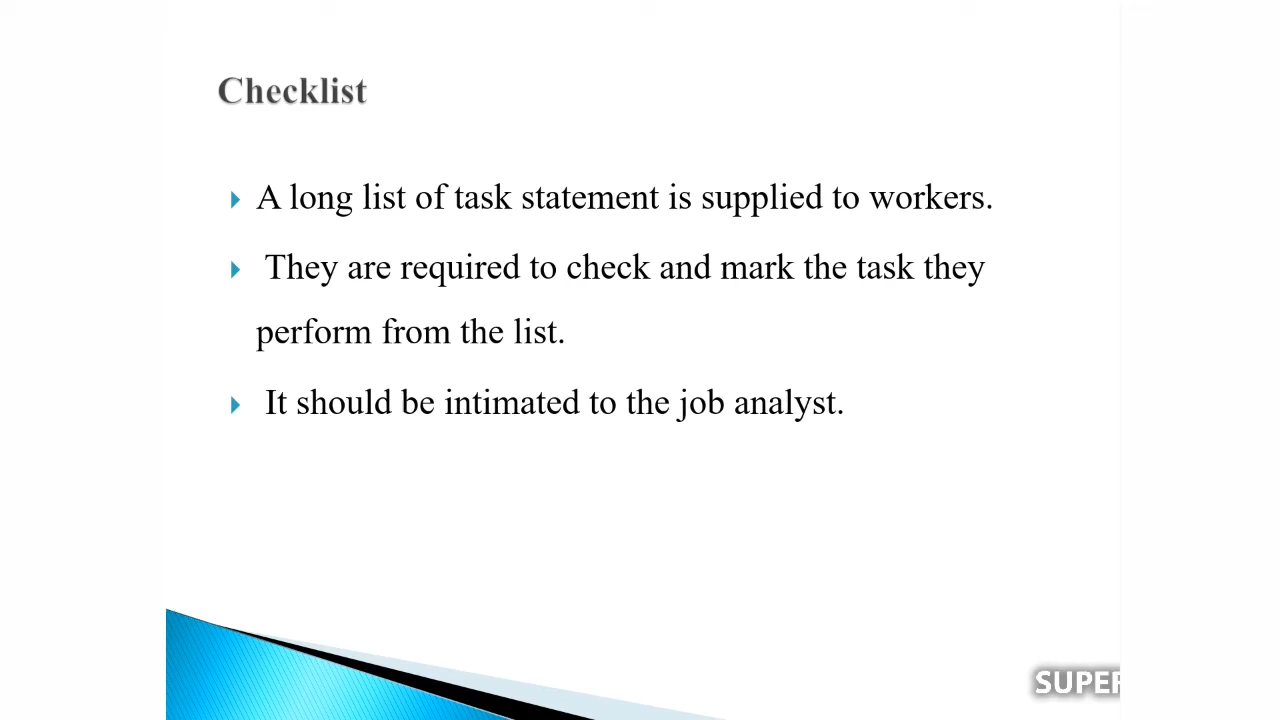 Checklist
A long list of task statement is supplied to workers.
They are required to check and mark the task they
perform from the list.
It should be intimated to the job analyst.
SUPER